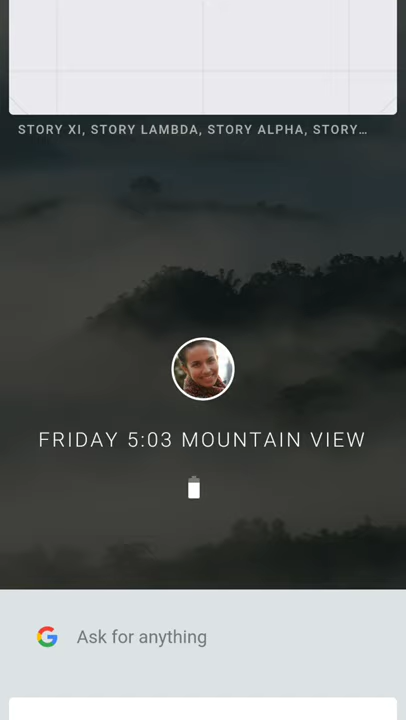 STORY XI, STORY LAMBDA, STORY ALPHA, STORY…
FRIDAY 5:03 MOUNTAIN VIEW
Ask for anything